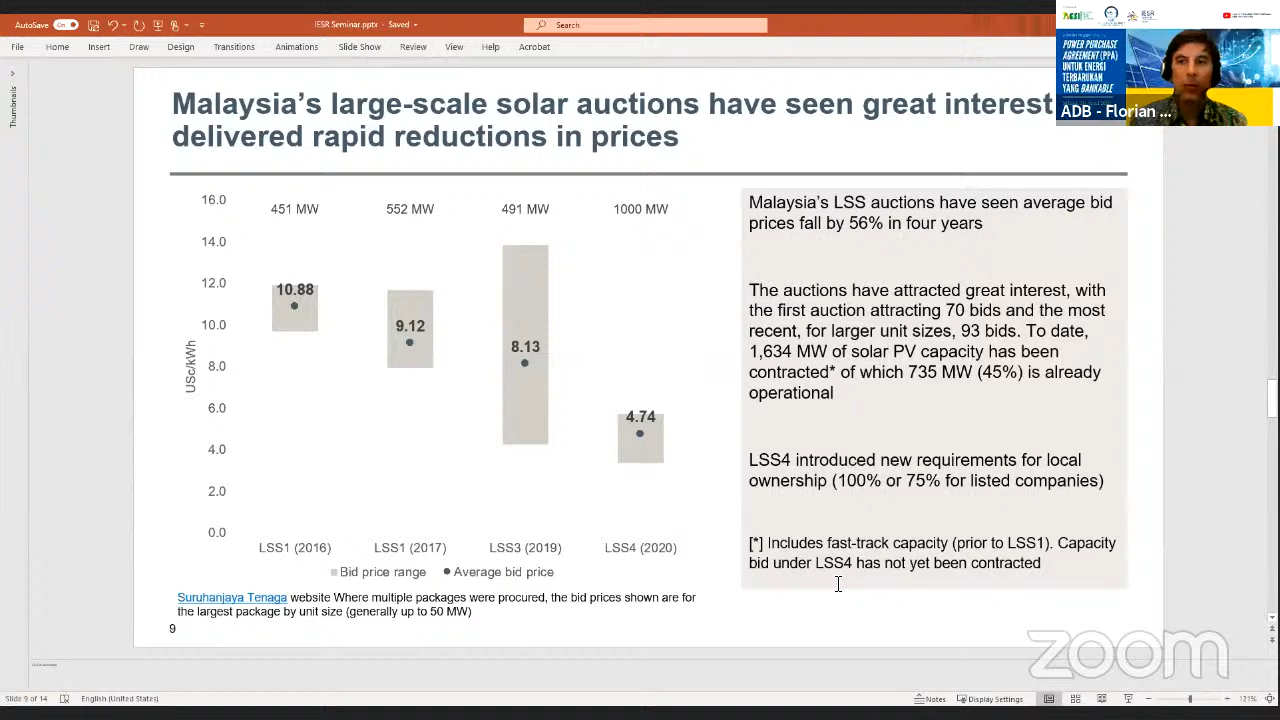 AutoSave
On
IESR Seminar.pptx - Saved
Search
File
Home
Insert
Draw
Design
Transitions
Animations
Slide Show
Review
View
Help
Acrobat
IESR
POWER PURCHASE
AGREEMENT (PPA)
UNTUK ENERGI
TERBARUKAN
YANG BANKABLE
ADB - Florian ...
Thumbnails
Malaysia's large-scale solar auctions have seen great interest
delivered rapid reductions in prices
16.0
14.0
12.0
10.0
8.0
6.0
4.0
2.0
0.0
USc/kWh
451 MW
552 MW
491 MW
1000 MW
10.88
9.12
8.13
4.74
LSS1 (2016)
LSS1 (2017)
LSS3 (2019)
LSS4 (2020)
Bid price range
Average bid price
Suruhanjaya Tenaga website Where multiple packages were procured, the bid prices shown are for
the largest package by unit size (generally up to 50 MW)
9
Malaysia's LSS auctions have seen average bid
prices fall by 56% in four years
The auctions have attracted great interest, with
the first auction attracting 70 bids and the most
recent, for larger unit sizes, 93 bids. To date,
1,634 MW of solar PV capacity has been
contracted* of which 735 MW (45%) is already
operational
LSS4 introduced new requirements for local
ownership (100% or 75% for listed companies)
[*] Includes fast-track capacity (prior to LSS1). Capacity
bid under LSS4 has not yet been contracted
zoom
Slide 9 of 14
English (United States)
Notes
Display Settings
121%